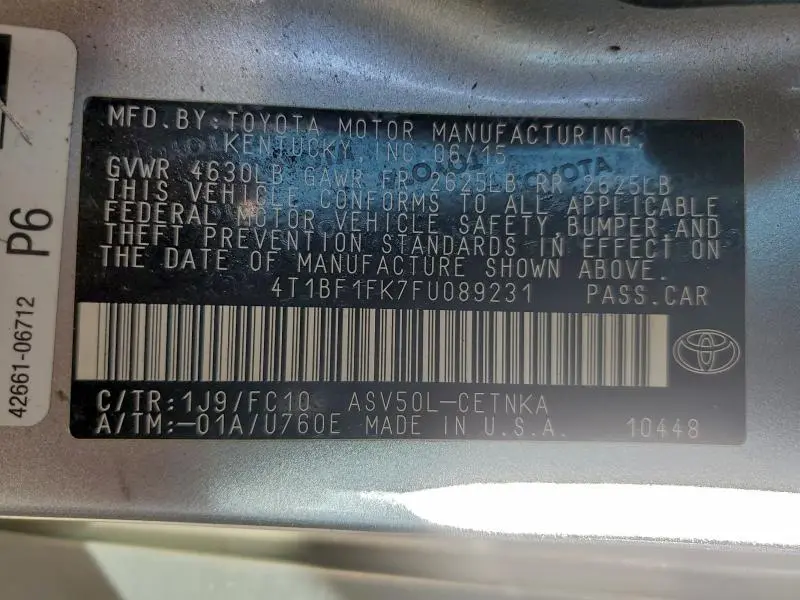 MFD.BY:TOYOTA MOTOR MANUFACTURING,
KENTUCKY, INC 06/15
GVWR 4630LB GAWR FR 2625LB RR 2625LB
THIS VEHICLE CONFORMS TO ALL APPLICABLE
FEDERAL MOTOR VEHICLE SAFETY,BUMPER,AND
THEFT PREVENTION STANDARDS IN EFFECT ON
THE DATE OF MANUFACTURE SHOWN ABOVE.
4T1BF1FK7FU089231 PASS.CAR
C/TR:1J9/FC10 ASV50L-CETNKA
A/TM:-01A/U760E MADE IN U.S.A. 10448
P6
42661-06712
TOYOTA